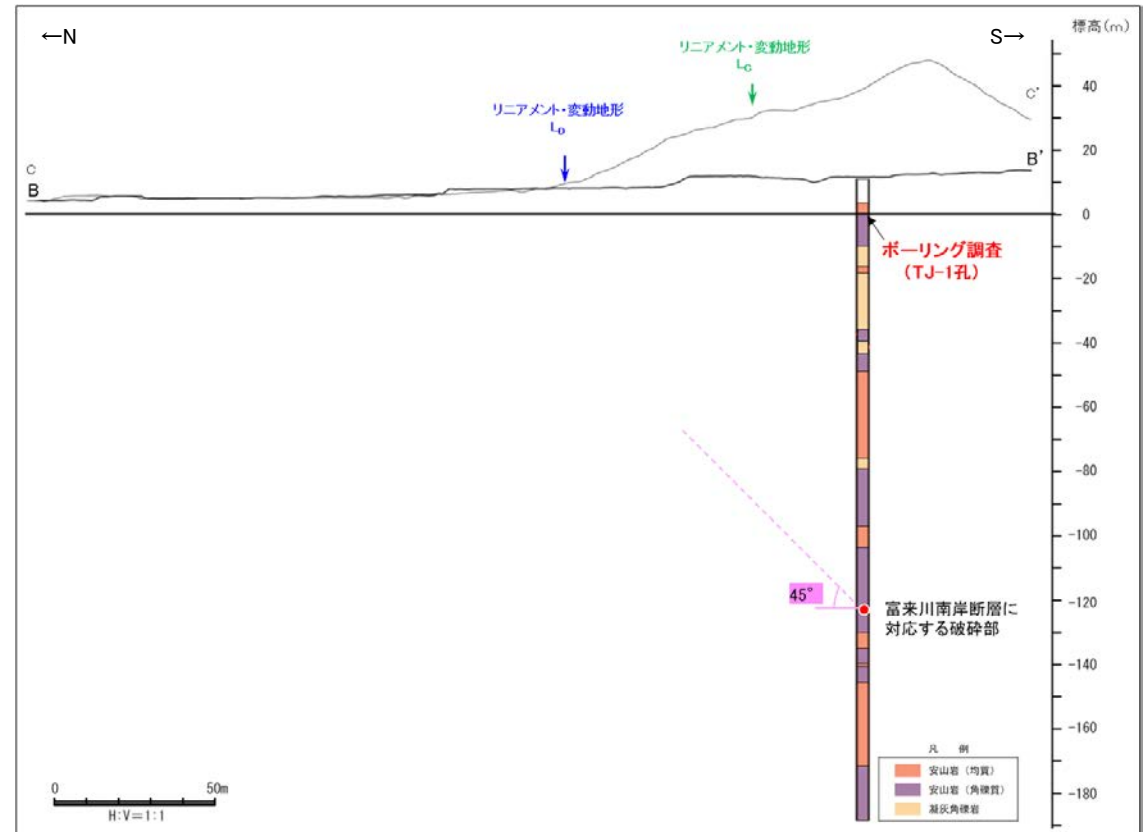 ←N
S→
標高(m)
リニアメント・変動地形
LC
リニアメント・変動地形
LD
C
B
C'
B'
40
20
0
-20
-40
-60
-80
-100
-120
-140
-160
-180
ボーリング調査
(TJ-1孔)
45°
富来川南岸断層に
対応する破砕部
0 50m
H:V=1:1
凡 例
安山岩(均質)
安山岩(角礫質)
凝灰角礫岩